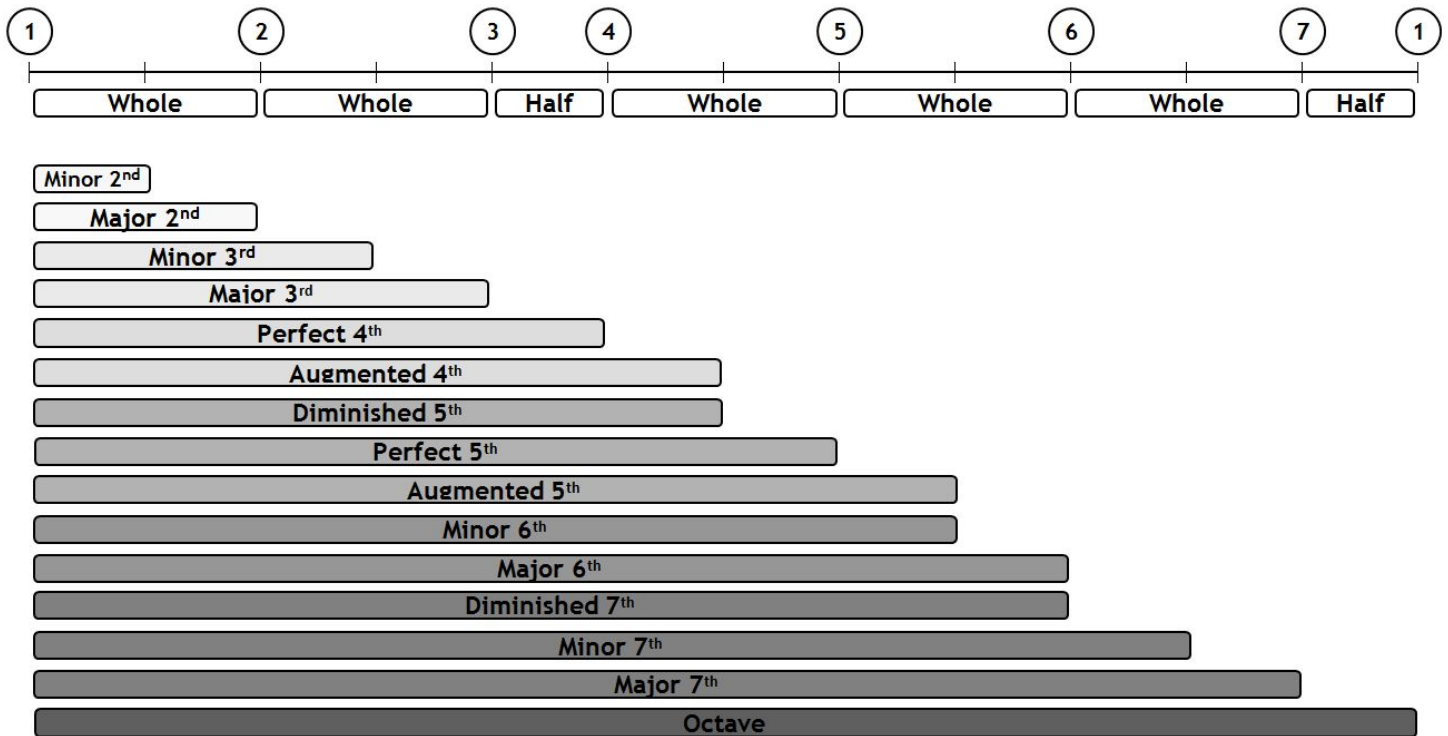 1 2 3 4 5 6 7 1
Whole Whole Half Whole Whole Whole Half
Minor 2nd
Major 2nd
Minor 3rd
Major 3rd
Perfect 4th
Augmented 4th
Diminished 5th
Perfect 5th
Augmented 5th
Minor 6th
Major 6th
Diminished 7th
Minor 7th
Major 7th
Octave